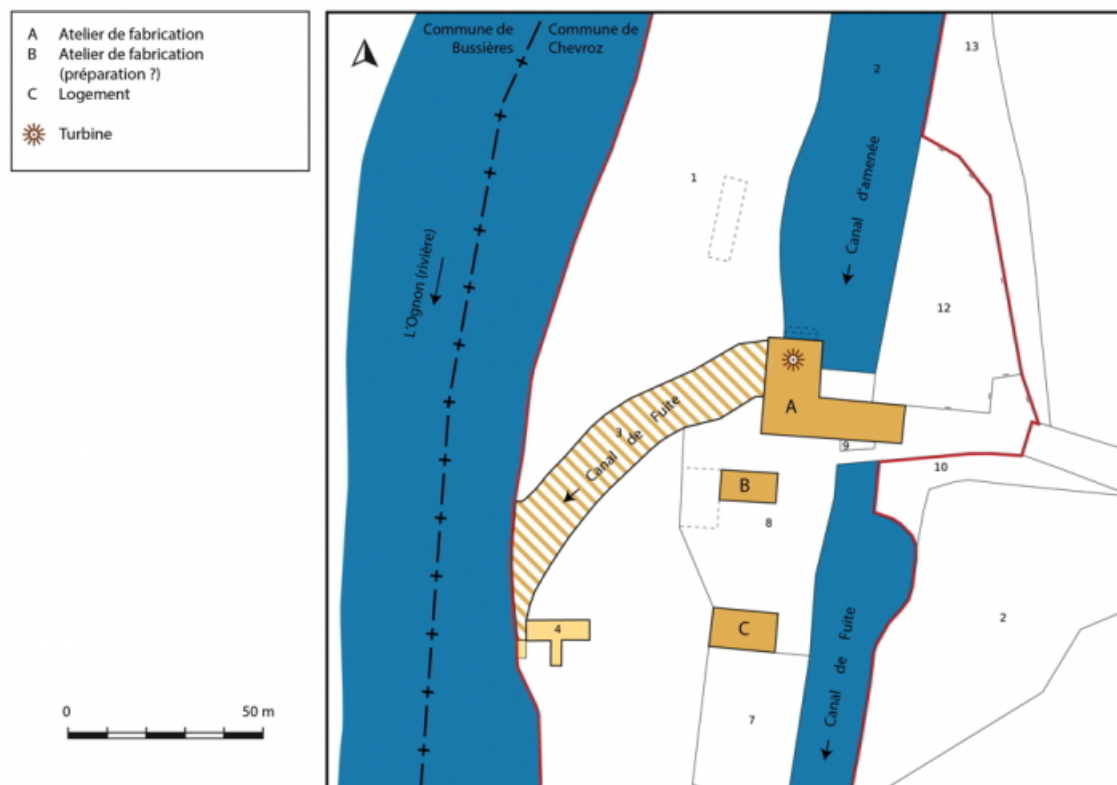 A Atelier de fabrication
B Atelier de fabrication
(préparation ?)
C Logement
Turbine
0 50 m
Commune de
Bussières
Commune de
Chevroz
L'Ognon (rivière)
2
13
1
Canal d'amenée
12
A
3
Canal de Fuite
9
10
B
8
4
C
2
7
Canal de Fuite